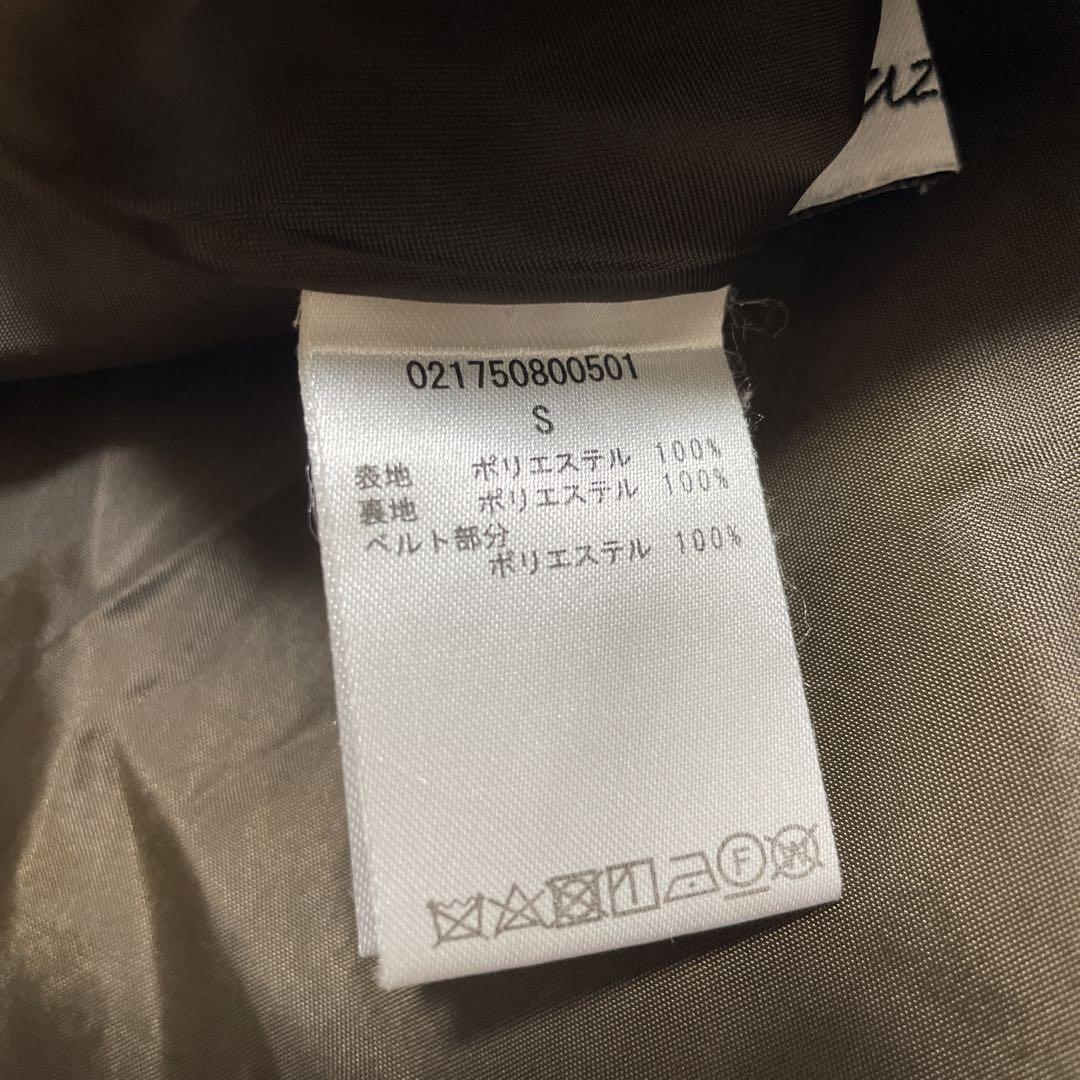 021750800501
S
表地 ポリエステル 100%
裏地 ポリエステル 100%
ベルト部分
ポリエステル 100%
F
W